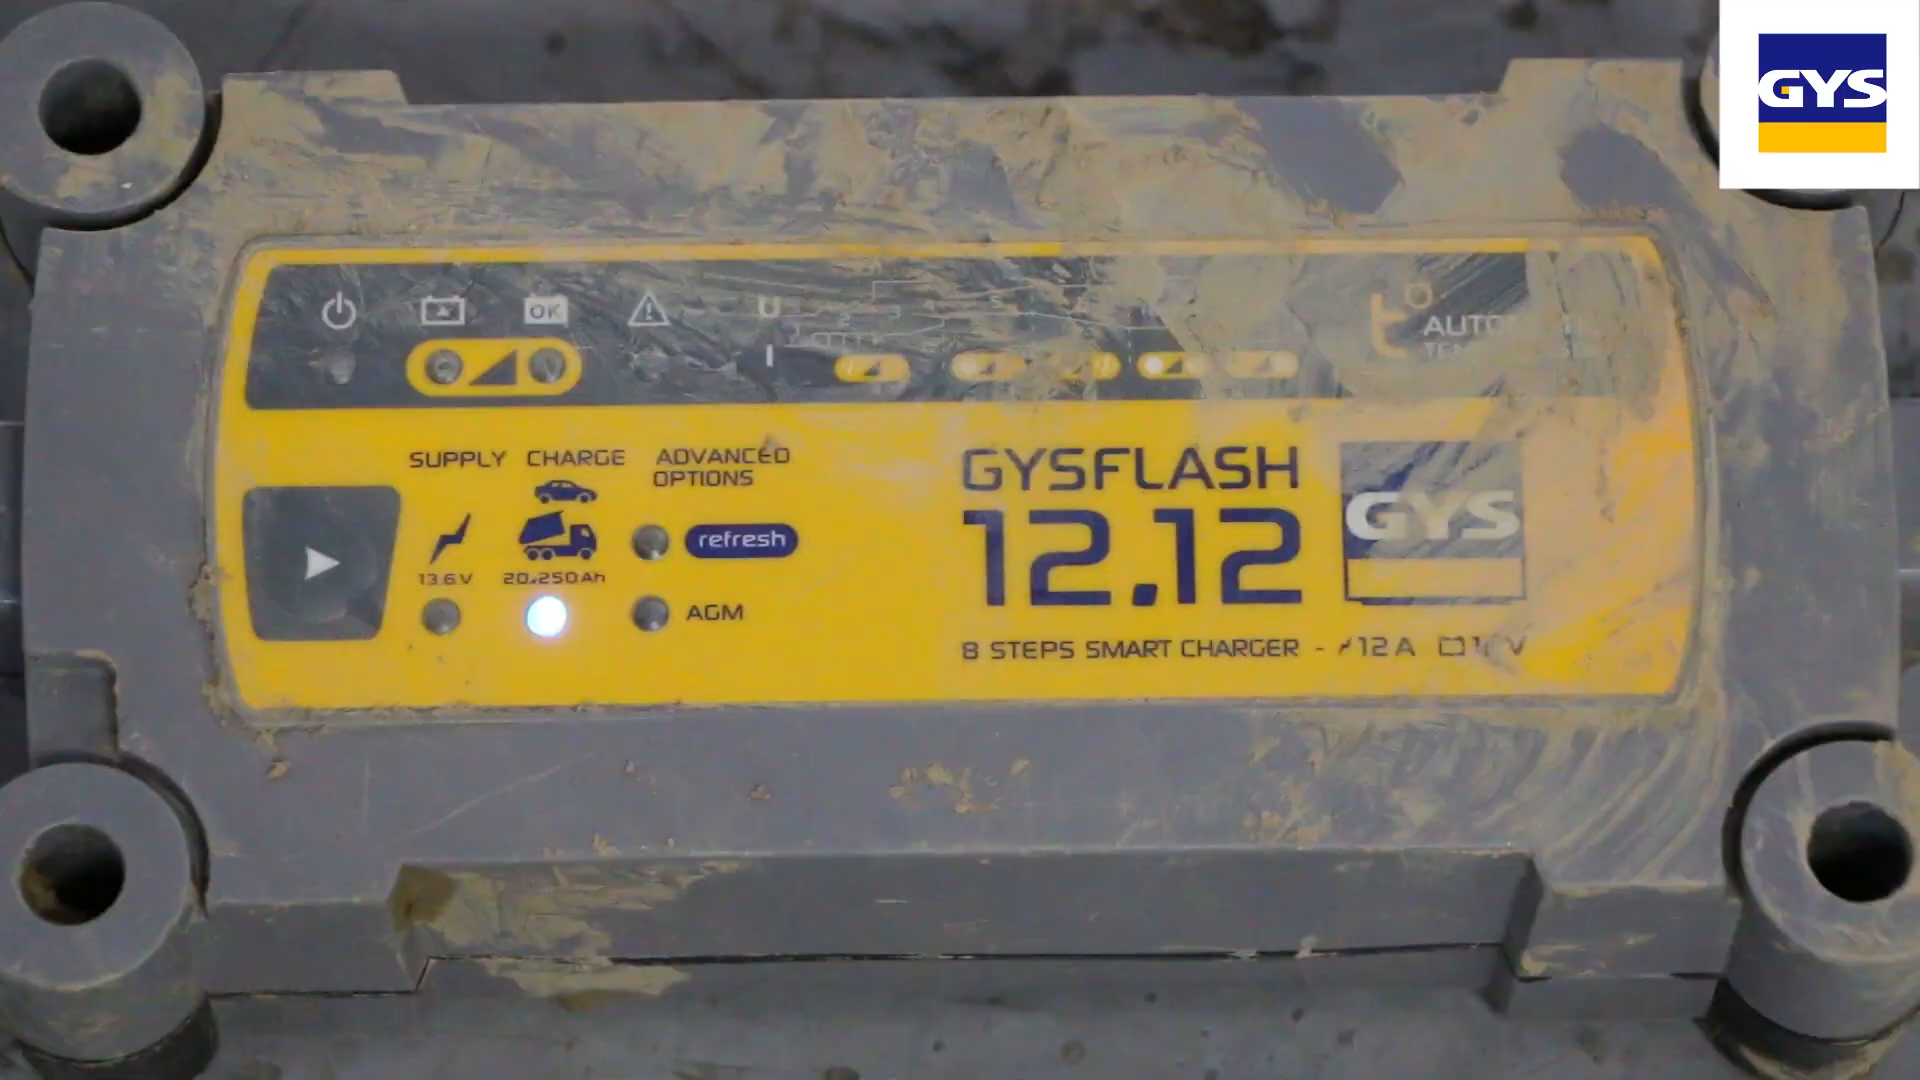 GYS
OK
U
I
AUTO
SUPPLY CHARGE ADVANCED
OPTIONS
refresh
13.6V 20-250Ah
AGM
GYSFLASH
12.12
GYS
8 STEPS SMART CHARGER - 12A